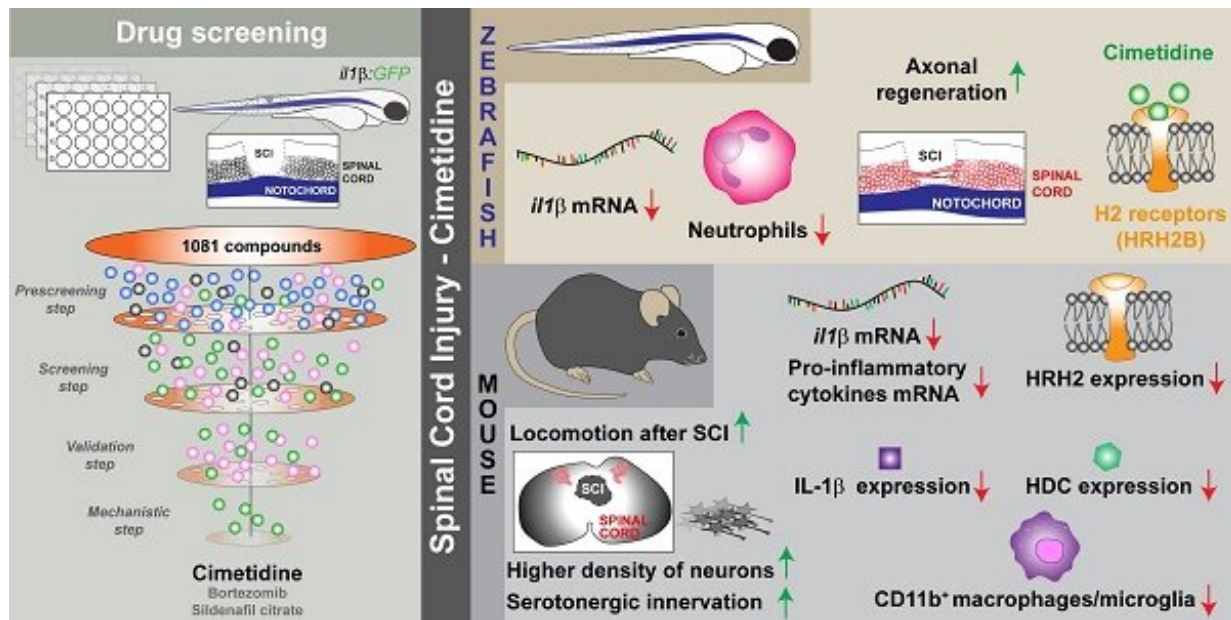 Drug screening
il1β:GFP
SCI
SPINAL
CORD
NOTOCHORD
1081 compounds
Prescreening
step
Screening
step
Validation
step
Mechanistic
step
Cimetidine
Bortezomib
Sildenafil citrate
Spinal Cord Injury - Cimetidine
ZEBRAFISH
il1β mRNA
Neutrophils
Axonal
regeneration
SCI
SPINAL
CORD
NOTOCHORD
Cimetidine
H2 receptors
(HRH2B)
MOUSE
Locomotion after SCI
SCI
SPINAL
CORD
Higher density of neurons
Serotonergic innervation
il1β mRNA
Pro-inflammatory
cytokines mRNA
HRH2 expression
IL-1β expression
HDC expression
CD11b⁺ macrophages/microglia